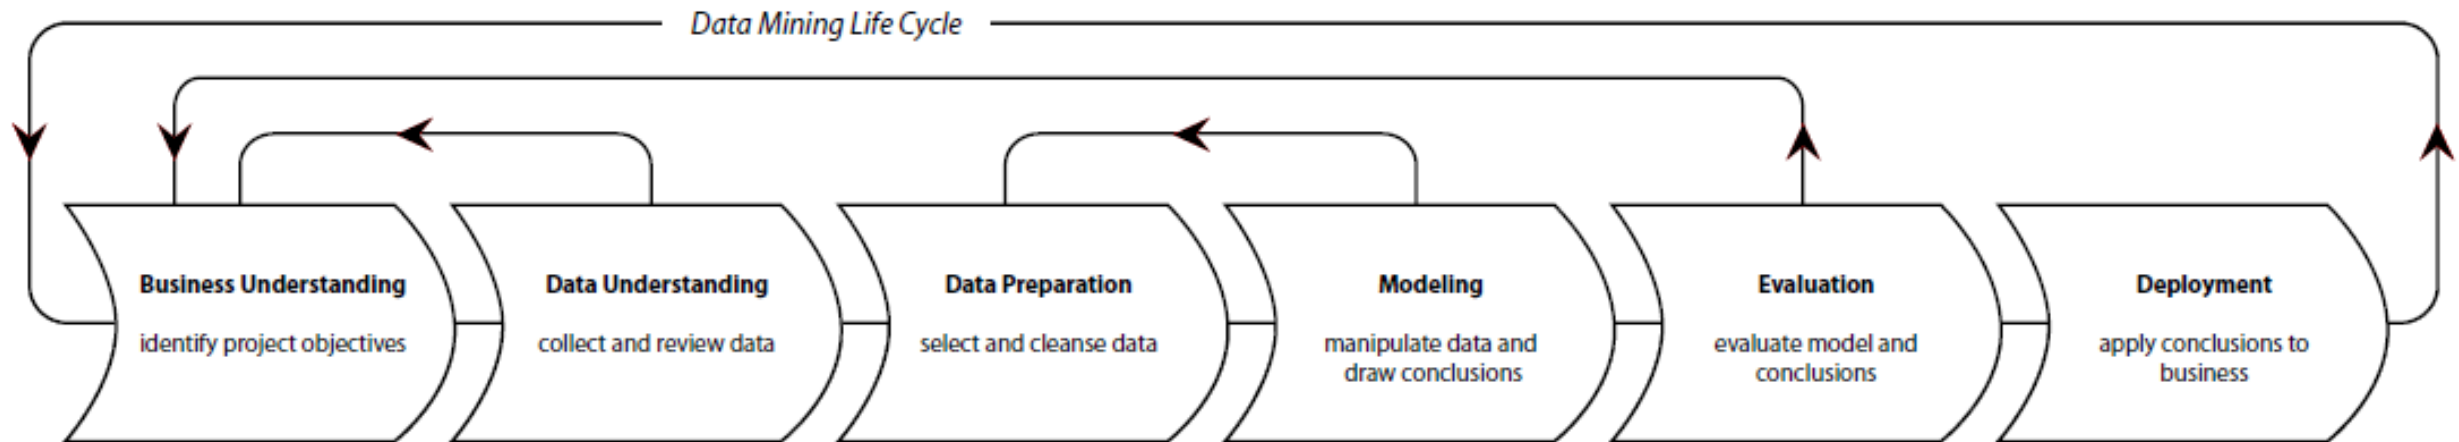 Data Mining Life Cycle
Business Understanding
identify project objectives
Data Understanding
collect and review data
Data Preparation
select and cleanse data
Modeling
manipulate data and
draw conclusions
Evaluation
evaluate model and
conclusions
Deployment
apply conclusions to
business